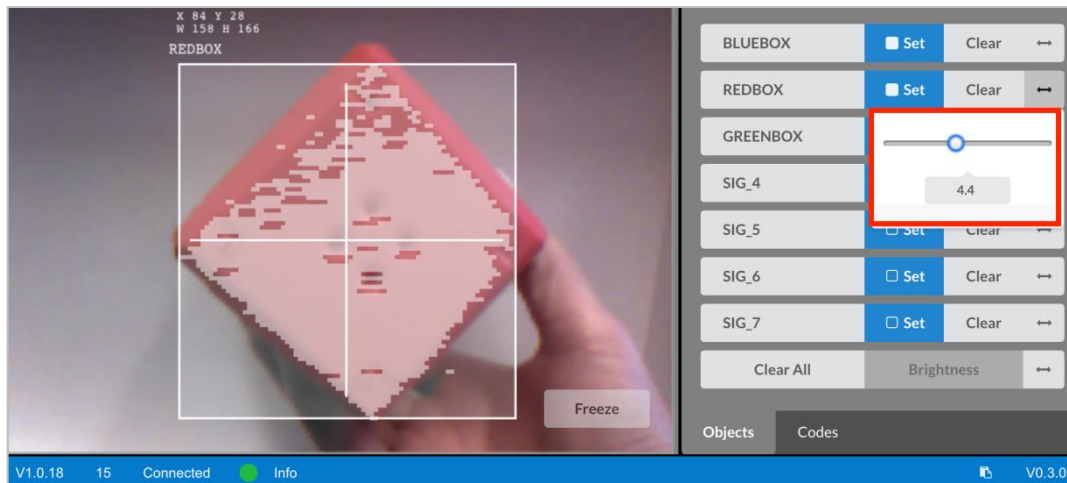 X 84 Y 28
W 158 H 166
REDBOX
Freeze
BLUEBOX Set Clear
REDBOX Set Clear
GREENBOX
4.4
SIG_4
SIG_5 Set Clear
SIG_6 Set Clear
SIG_7 Set Clear
Clear All Brightness
Objects Codes
V1.0.18 15 Connected Info V0.3.0